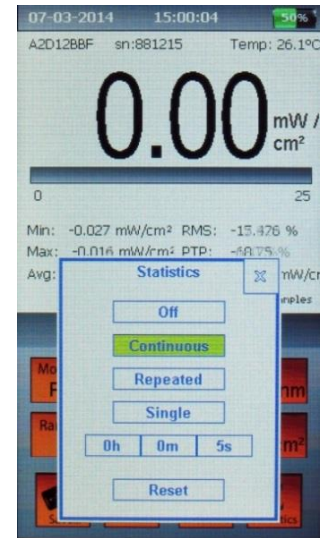 07-03-2014 15:00:04 50%
A2D12BBF sn:881215 Temp: 26.1ºC
0.00 mW / cm²
0 25
Min: -0.027 mW/cm² RMS: -15.476 %
Max: -0.016 mW/cm² PTP: -68.75 %
Avg: mW/cm
Statistics
Off
Continuous
Repeated
Single
0h 0m 5s
Reset